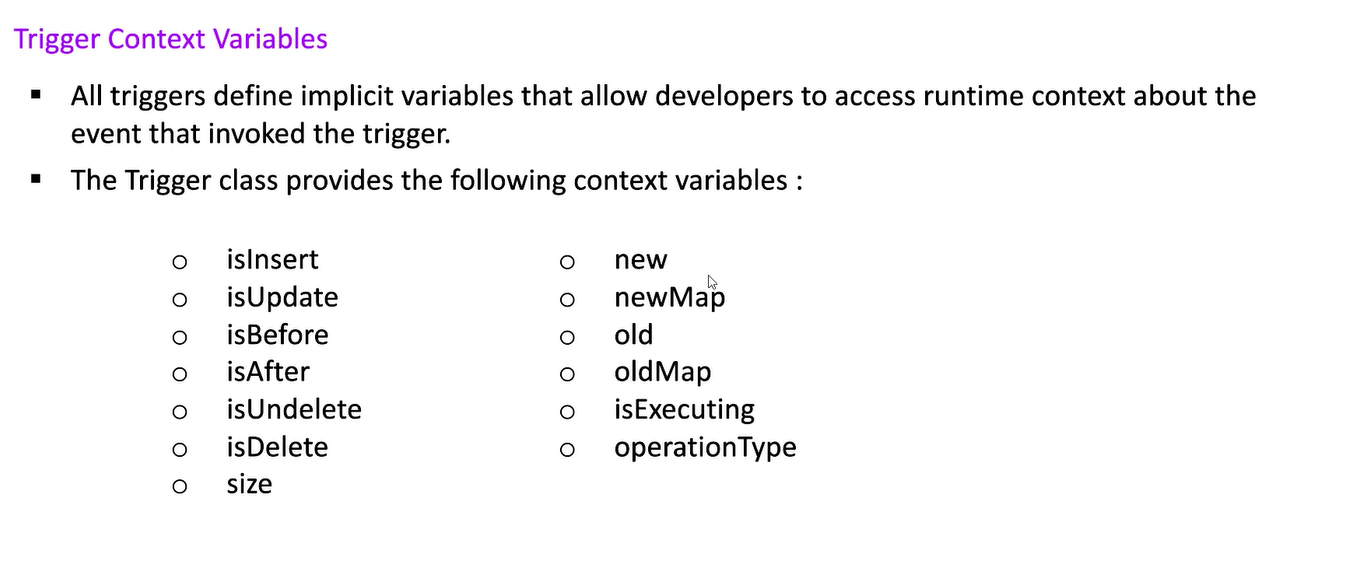 Trigger Context Variables
▪ All triggers define implicit variables that allow developers to access runtime context about the
event that invoked the trigger.
▪ The Trigger class provides the following context variables :
o isInsert
o isUpdate
o isBefore
o isAfter
o isUndelete
o isDelete
o size
o new
o newMap
o old
o oldMap
o isExecuting
o operationType